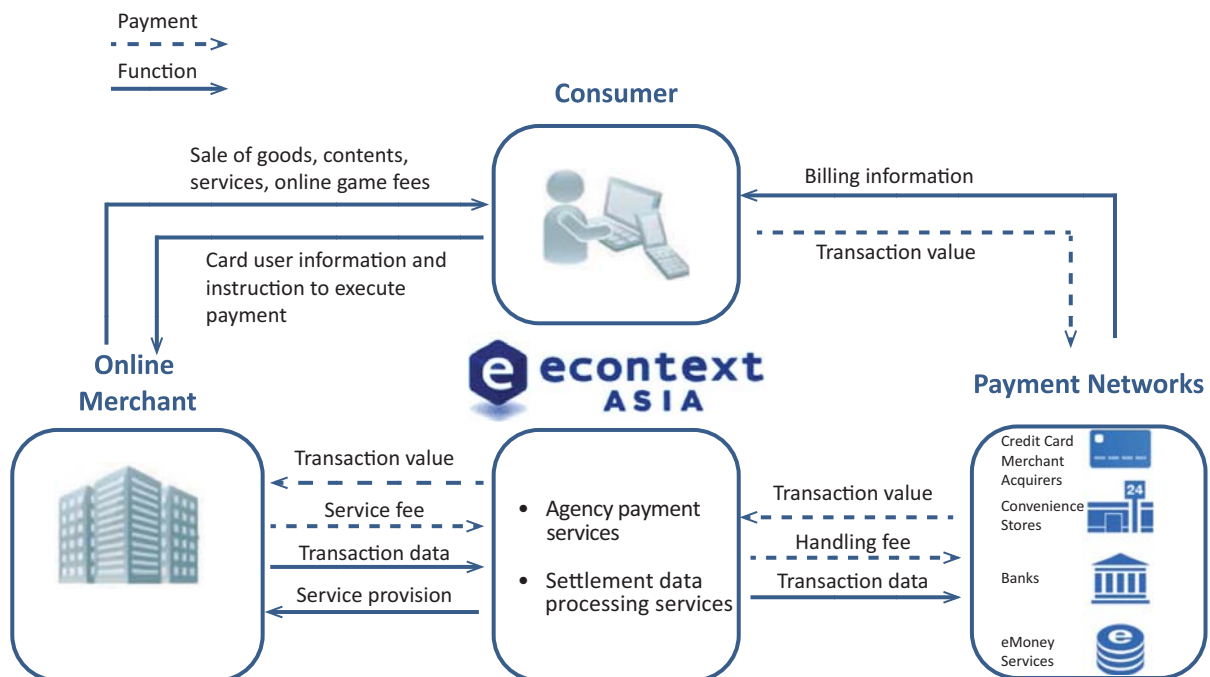 Payment
Function
Consumer
Sale of goods, contents,
services, online game fees
Billing information
Card user information and
instruction to execute
payment
Transaction value
Online
Merchant
e econtext
ASIA
Payment Networks
Transaction value
Service fee
Transaction data
Service provision
• Agency payment
services
• Settlement data
processing services
Transaction value
Handling fee
Transaction data
Credit Card
Merchant
Acquirers
24
Convenience
Stores
Banks
eMoney
Services
e